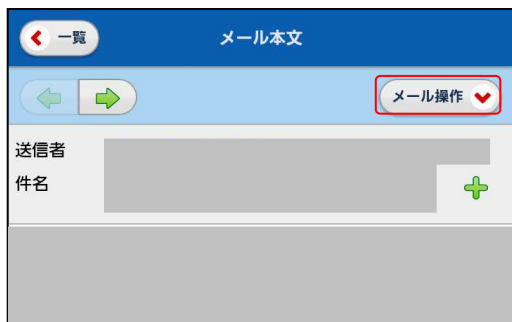 一覧
メール本文
メール操作
送信者
件名